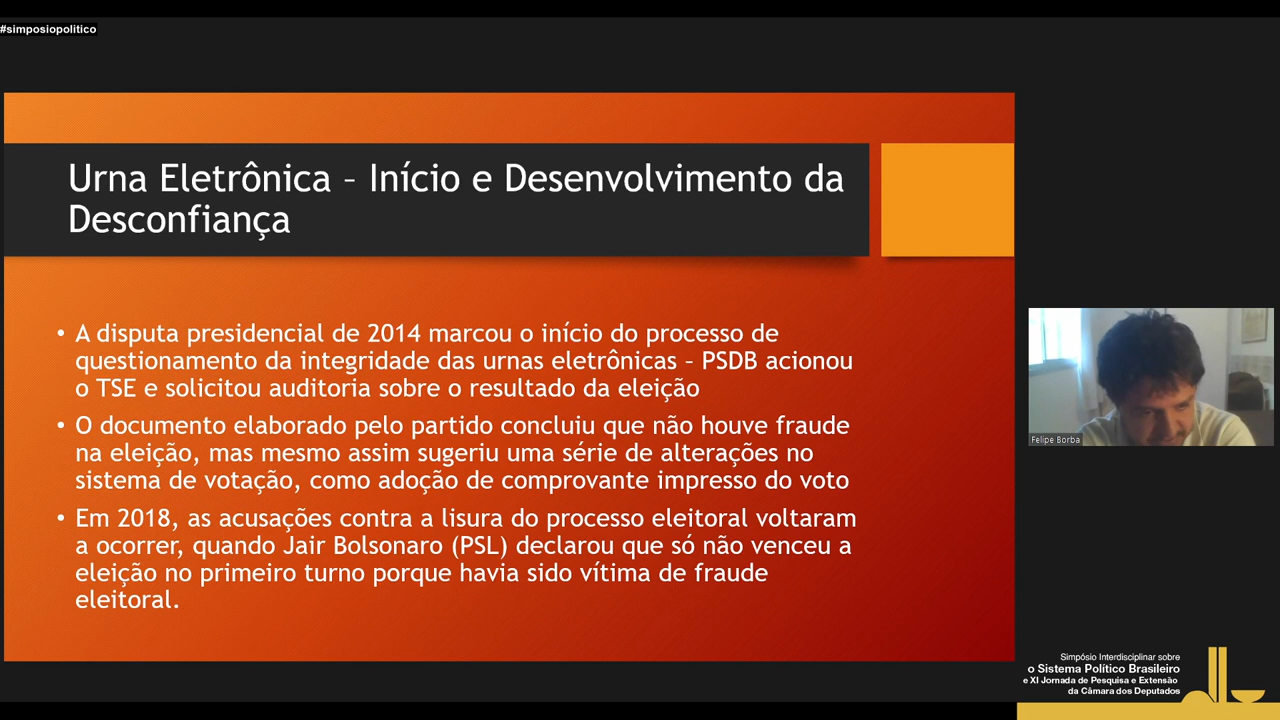 #simposiopolitico
Urna Eletrônica – Início e Desenvolvimento da
Desconfiança
• A disputa presidencial de 2014 marcou o início do processo de
questionamento da integridade das urnas eletrônicas – PSDB acionou
o TSE e solicitou auditoria sobre o resultado da eleição
• O documento elaborado pelo partido concluiu que não houve fraude
na eleição, mas mesmo assim sugeriu uma série de alterações no
sistema de votação, como adoção de comprovante impresso do voto
• Em 2018, as acusações contra a lisura do processo eleitoral voltaram
a ocorrer, quando Jair Bolsonaro (PSL) declarou que só não venceu a
eleição no primeiro turno porque havia sido vítima de fraude
eleitoral.
Felipe Borba
Simpósio Interdisciplinar sobre
o Sistema Político Brasileiro
e XI Jornada de Pesquisa e Extensão
da Câmara dos Deputados